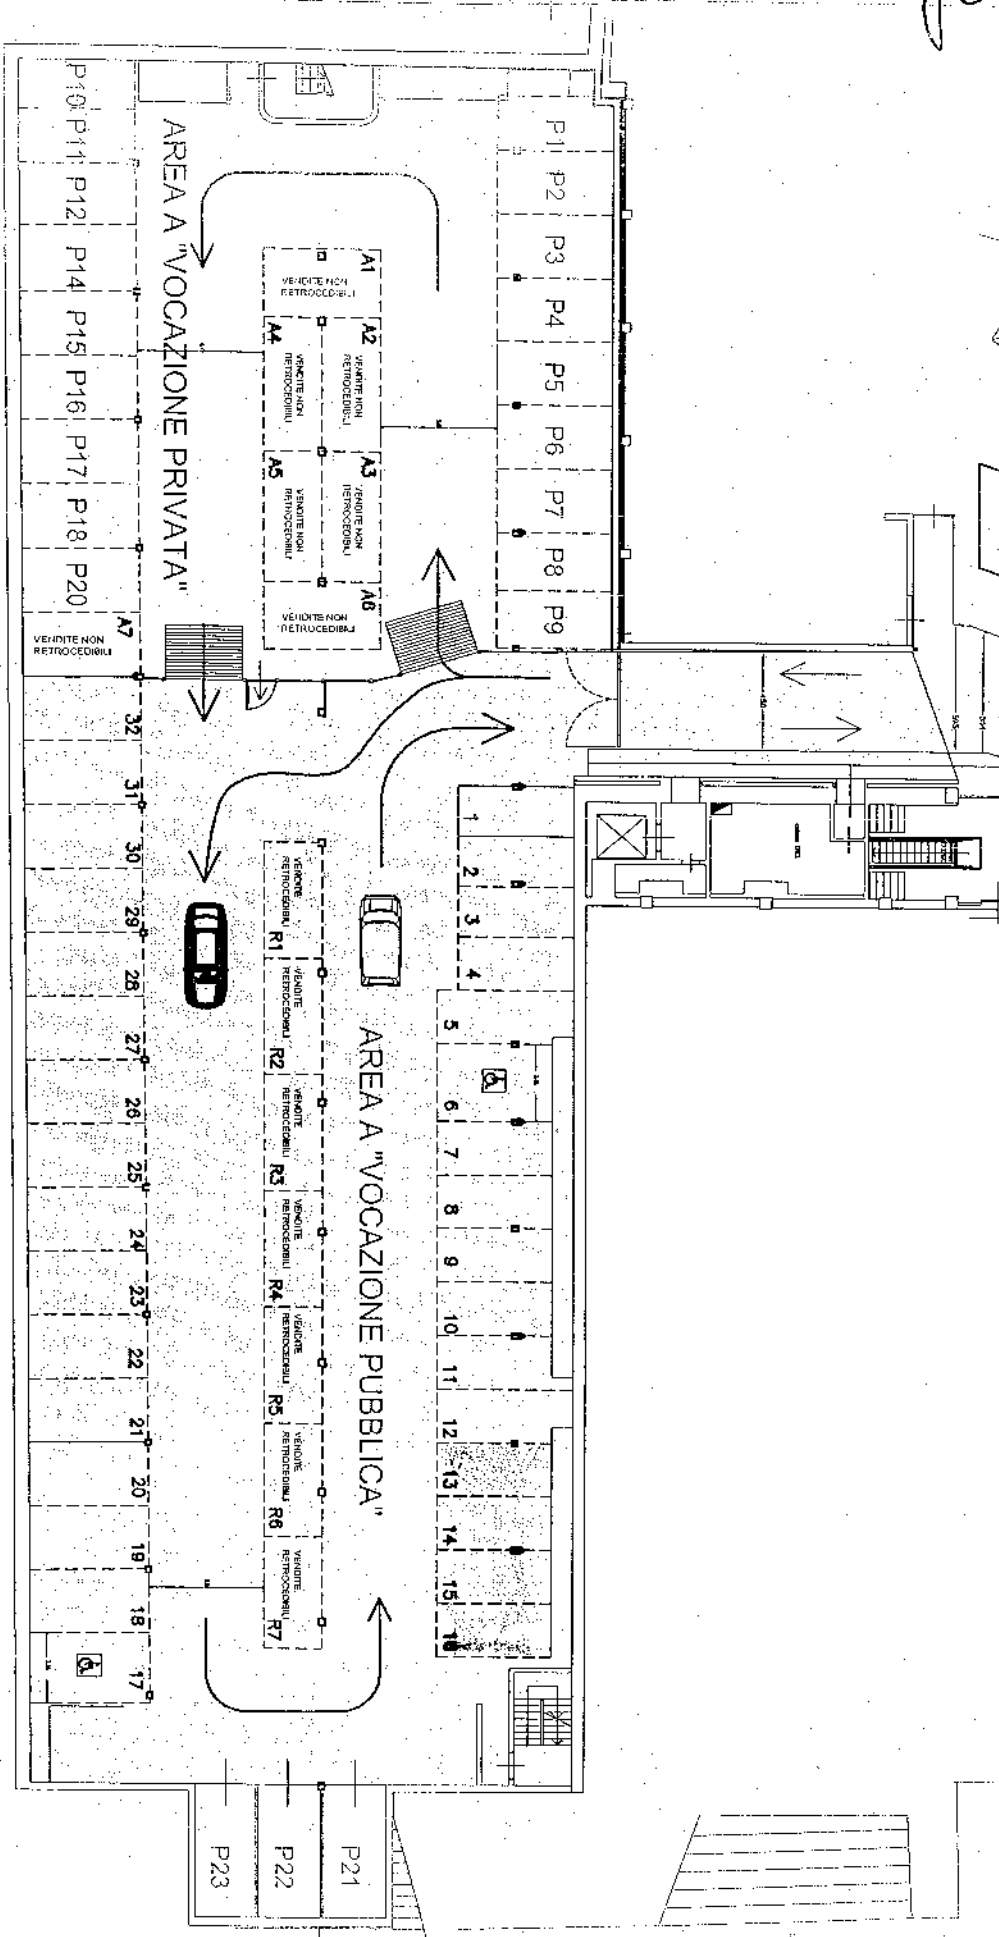 P10
P11
P12
P14
P15
P16
P17
P18
P20
A7
VENDITE NON
RETROCEDIBILI
AREA A "VOCAZIONE PRIVATA"
A1
VENDITE NON
RETROCEDIBILI
A2
VENDITE NON
RETROCEDIBILI
A4
VENDITE NON
RETROCEDIBILI
A3
VENDITE NON
RETROCEDIBILI
A5
VENDITE NON
RETROCEDIBILI
A6
VENDITE NON
RETROCEDIBILI
P1
P2
P3
P4
P5
P6
P7
P8
P9
32
31
30
29
28
27
26
25
24
23
22
21
20
19
18
17
VENDITE
RETROCEDIBILI
R1
VENDITE
RETROCEDIBILI
R2
VENDITE
RETROCEDIBILI
R3
VENDITE
RETROCEDIBILI
R4
VENDITE
RETROCEDIBILI
R5
VENDITE
RETROCEDIBILI
R6
VENDITE
RETROCEDIBILI
R7
AREA A "VOCAZIONE PUBBLICA"
1
2
3
4
5
6
7
8
9
10
11
12
13
14
15
16
P23
P22
P21